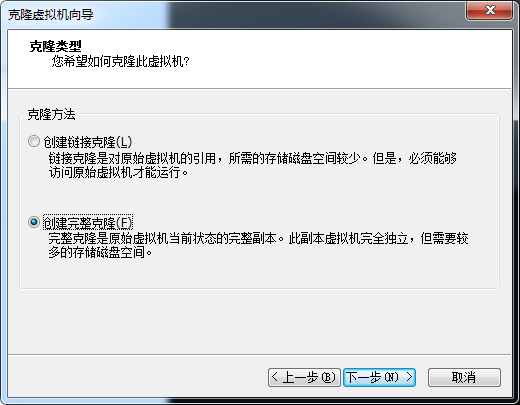 克隆虚拟机向导
克隆类型
您希望如何克隆此虚拟机?
克隆方法
创建链接克隆(L)
链接克隆是对原始虚拟机的引用，所需的存储磁盘空间较少。但是，必须能够
访问原始虚拟机才能运行。
创建完整克隆(F)
完整克隆是原始虚拟机当前状态的完整副本。此副本虚拟机完全独立，但需要较
多的存储磁盘空间。
< 上一步(B) 下一步(N) > 取消